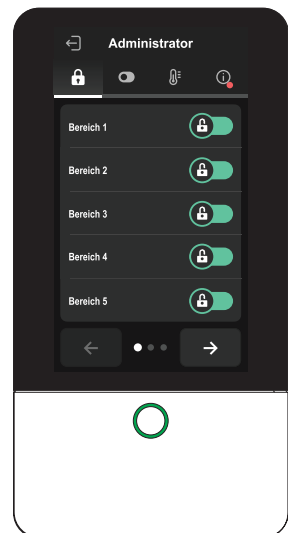 Administrator
Bereich 1
Bereich 2
Bereich 3
Bereich 4
Bereich 5